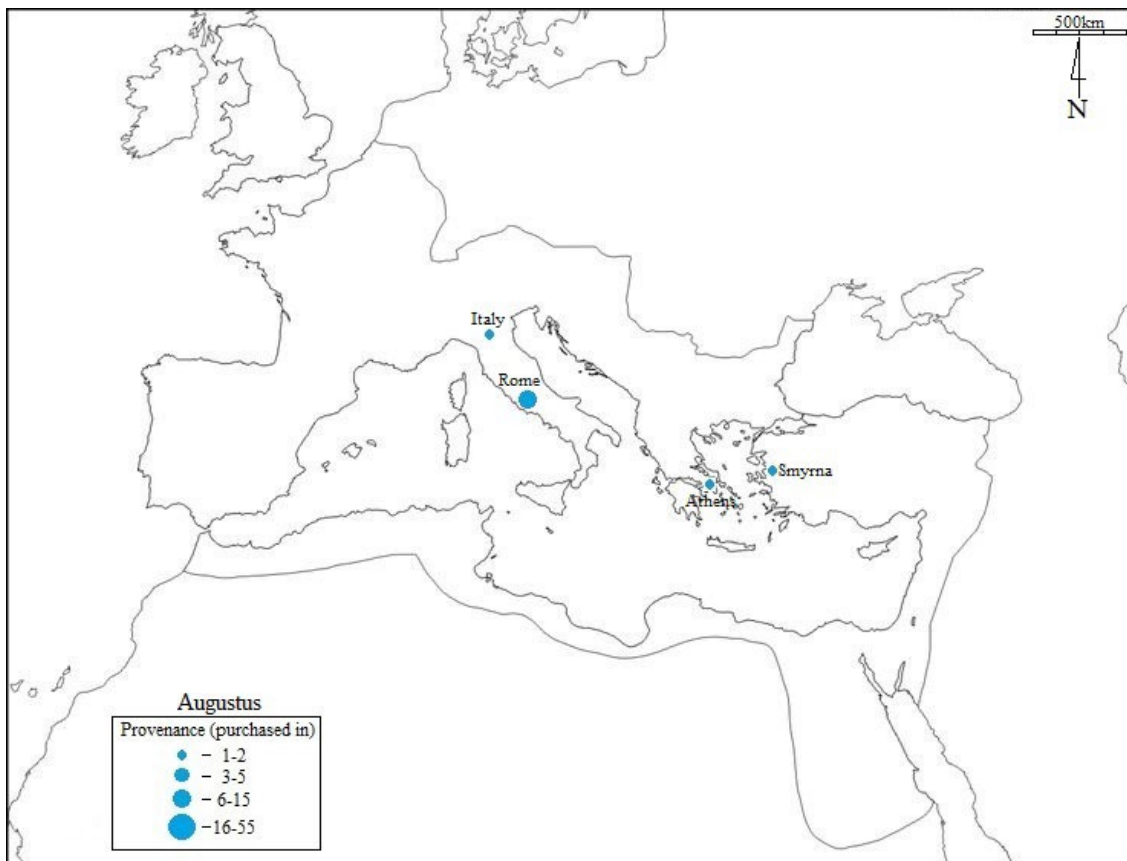 500km
N
Italy
Rome
Smyrna
Athens
Augustus
Provenance (purchased in)
– 1-2
– 3-5
– 6-15
–16-55